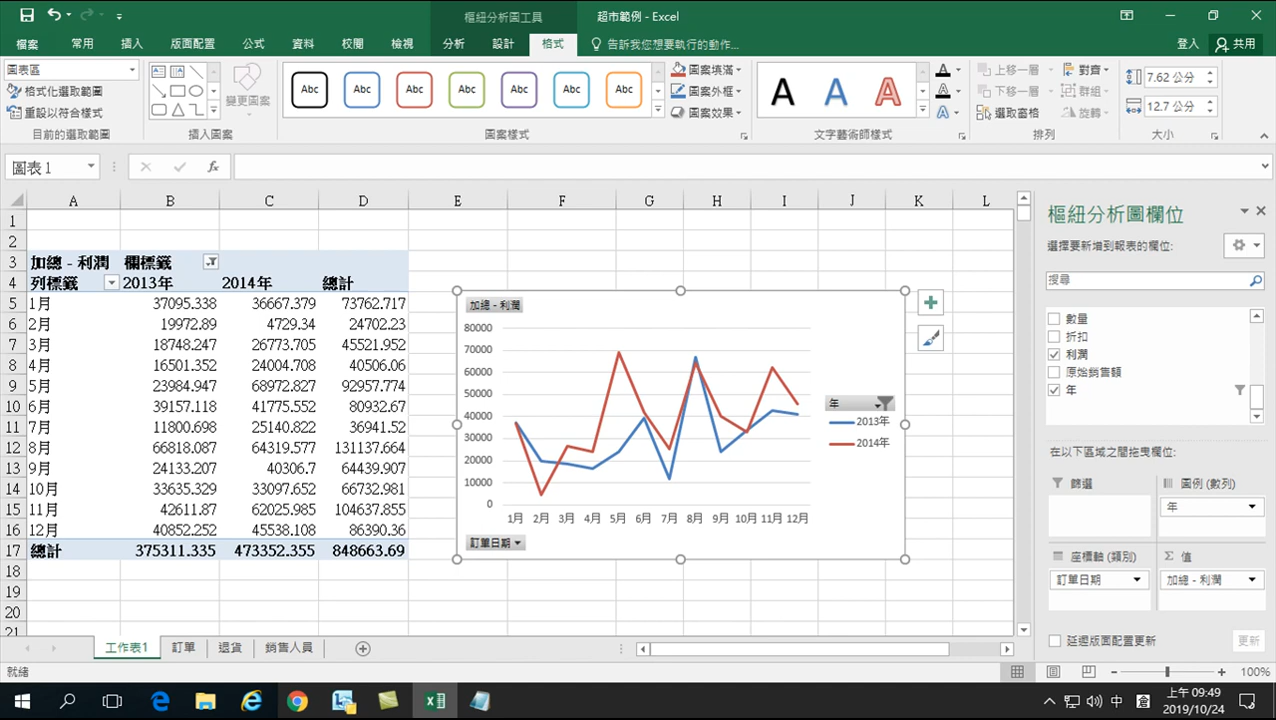 樞紐分析圖工具
超市範例 - Excel
檔案 常用 插入 版面配置 公式 資料 校閱 檢視 分析 設計 格式 告訴我您想要執行的動作... 登入 共用
圖表區
格式化選取範圍
重設以符合樣式
目前的選取範圍
變更圖案
插入圖案
Abc Abc Abc Abc Abc Abc Abc
圖案填滿
圖案外框
圖案效果
圖案樣式
A A A
文字藝術師樣式
上移一層
下移一層
選取窗格
對齊
群組
旋轉
排列
7.62 公分
12.7 公分
大小
圖表 1
fx
A B C D E F G H I J K L
1
2
3 加總 - 利潤 欄標籤
4 列標籤 2013年 2014年 總計
5 1月 37095.338 36667.379 73762.717
6 2月 19972.89 4729.34 24702.23
7 3月 18748.247 26773.705 45521.952
8 4月 16501.352 24004.708 40506.06
9 5月 23984.947 68972.827 92957.774
10 6月 39157.118 41775.552 80932.67
11 7月 11800.698 25140.822 36941.52
12 8月 66818.087 64319.577 131137.664
13 9月 24133.207 40306.7 64439.907
14 10月 33635.329 33097.652 66732.981
15 11月 42611.87 62025.985 104637.855
16 12月 40852.252 45538.108 86390.36
17 總計 375311.335 473352.355 848663.69
18
19
20
21
加總 - 利潤
80000
70000
60000
50000
40000
30000
20000
10000
0
1月 2月 3月 4月 5月 6月 7月 8月 9月 10月 11月 12月
訂單日期
年
2013年
2014年
樞紐分析圖欄位
選擇要新增到報表的欄位:
搜尋
數量
折扣
利潤
原始銷售額
年
在以下區域之間拖曳欄位:
篩選
圖例 (數列)
年
座標軸 (類別)
Σ 值
訂單日期
加總 - 利潤
延遲版面配置更新
更新
工作表1 訂單 退貨 銷售人員
就緒
100%
中
上午 09:49
2019/10/24